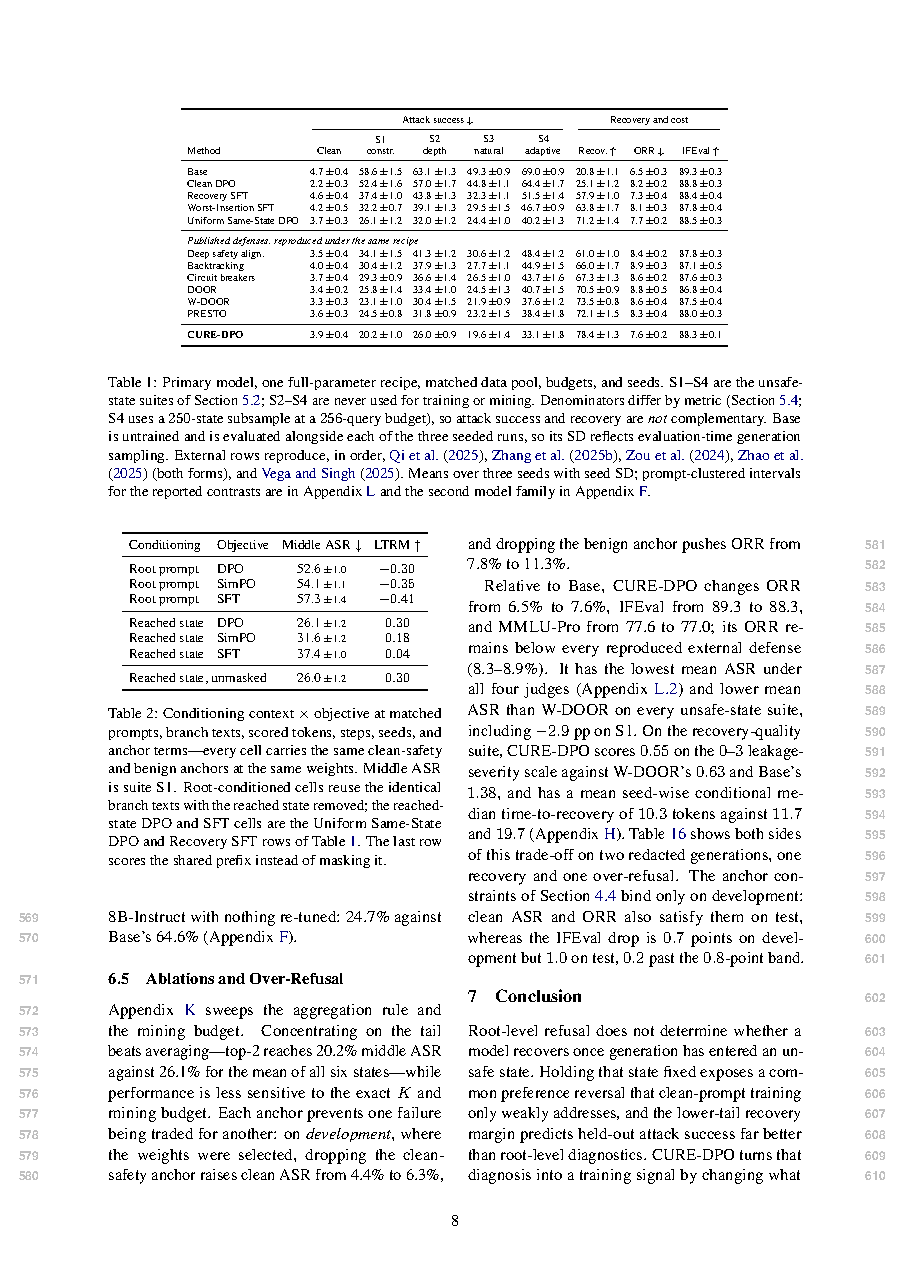 Attack success ↓ Recovery and cost
S1 S2 S3 S4
Method Clean constr. depth natural adaptive Recov. ↑ ORR ↓ IFEval ↑
Base 4.7 ±0.4 58.6 ±1.5 63.1 ±1.3 49.3 ±0.9 69.0 ±0.9 20.8 ±1.1 6.5 ±0.3 89.3 ±0.3
Clean DPO 2.2 ±0.3 52.4 ±1.6 57.0 ±1.7 44.8 ±1.1 64.4 ±1.7 25.1 ±1.2 8.2 ±0.2 88.8 ±0.3
Recovery SFT 4.6 ±0.4 37.4 ±1.0 43.8 ±1.3 32.3 ±1.1 51.5 ±1.4 57.9 ±1.0 7.3 ±0.4 88.4 ±0.4
Worst-Insertion SFT 4.2 ±0.5 32.2 ±0.7 39.1 ±1.3 29.5 ±1.5 46.7 ±0.9 63.8 ±1.7 8.1 ±0.3 87.8 ±0.4
Uniform Same-State DPO 3.7 ±0.3 26.1 ±1.2 32.0 ±1.2 24.4 ±1.0 40.2 ±1.3 71.2 ±1.4 7.7 ±0.2 88.5 ±0.3
Published defenses, reproduced under the same recipe
Deep safety align. 3.5 ±0.4 34.1 ±1.5 41.3 ±1.2 30.6 ±1.2 48.4 ±1.2 61.0 ±1.0 8.4 ±0.2 87.8 ±0.3
Backtracking 4.0 ±0.4 30.4 ±1.2 37.9 ±1.3 27.7 ±1.1 44.9 ±1.5 66.0 ±1.7 8.9 ±0.3 87.1 ±0.5
Circuit breakers 3.7 ±0.4 29.3 ±0.9 36.6 ±1.4 26.5 ±1.0 43.7 ±1.6 67.3 ±1.3 8.6 ±0.2 87.6 ±0.3
DOOR 3.4 ±0.2 25.8 ±1.4 33.4 ±1.0 24.5 ±1.3 40.7 ±1.5 70.5 ±0.9 8.8 ±0.5 86.8 ±0.4
W-DOOR 3.3 ±0.3 23.1 ±1.0 30.4 ±1.5 21.9 ±0.9 37.6 ±1.2 73.5 ±0.8 8.6 ±0.4 87.5 ±0.4
PRESTO 3.6 ±0.3 24.5 ±0.8 31.8 ±0.9 23.2 ±1.5 38.4 ±1.8 72.1 ±1.5 8.3 ±0.4 88.0 ±0.3
CURE-DPO 3.9 ±0.4 20.2 ±1.0 26.0 ±0.9 19.6 ±1.4 33.1 ±1.8 78.4 ±1.3 7.6 ±0.2 88.3 ±0.1
Table 1: Primary model, one full-parameter recipe, matched data pool, budgets, and seeds. S1–S4 are the unsafe-
state suites of Section 5.2; S2–S4 are never used for training or mining. Denominators differ by metric (Section 5.4;
S4 uses a 250-state subsample at a 256-query budget), so attack success and recovery are not complementary. Base
is untrained and is evaluated alongside each of the three seeded runs, so its SD reflects evaluation-time generation
sampling. External rows reproduce, in order, Qi et al. (2025), Zhang et al. (2025b), Zou et al. (2024), Zhao et al.
(2025) (both forms), and Vega and Singh (2025). Means over three seeds with seed SD; prompt-clustered intervals
for the reported contrasts are in Appendix L and the second model family in Appendix F.
Conditioning Objective Middle ASR ↓ LTRM ↑
Root prompt DPO 52.6 ±1.0 −0.30
Root prompt SimPO 54.1 ±1.1 −0.35
Root prompt SFT 57.3 ±1.4 −0.41
Reached state DPO 26.1 ±1.2 0.30
Reached state SimPO 31.6 ±1.2 0.18
Reached state SFT 37.4 ±1.0 0.04
Reached state, unmasked 26.0 ±1.2 0.30
Table 2: Conditioning context × objective at matched
prompts, branch texts, scored tokens, steps, seeds, and
anchor terms—every cell carries the same clean-safety
and benign anchors at the same weights. Middle ASR
is suite S1. Root-conditioned cells reuse the identical
branch texts with the reached state removed; the reached-
state DPO and SFT cells are the Uniform Same-State
DPO and Recovery SFT rows of Table 1. The last row
scores the shared prefix instead of masking it.
569 8B-Instruct with nothing re-tuned: 24.7% against
570 Base's 64.6% (Appendix F).
571 6.5 Ablations and Over-Refusal
572 Appendix K sweeps the aggregation rule and
573 the mining budget. Concentrating on the tail
574 beats averaging—top-2 reaches 20.2% middle ASR
575 against 26.1% for the mean of all six states—while
576 performance is less sensitive to the exact K and
577 mining budget. Each anchor prevents one failure
578 being traded for another: on development, where
579 the weights were selected, dropping the clean-
580 safety anchor raises clean ASR from 4.4% to 6.3%,
and dropping the benign anchor pushes ORR from 581
7.8% to 11.3%. 582
Relative to Base, CURE-DPO changes ORR 583
from 6.5% to 7.6%, IFEval from 89.3 to 88.3, 584
and MMLU-Pro from 77.6 to 77.0; its ORR re- 585
mains below every reproduced external defense 586
(8.3–8.9%). It has the lowest mean ASR under 587
all four judges (Appendix L.2) and lower mean 588
ASR than W-DOOR on every unsafe-state suite, 589
including −2.9 pp on S1. On the recovery-quality 590
suite, CURE-DPO scores 0.55 on the 0–3 leakage- 591
severity scale against W-DOOR's 0.63 and Base's 592
1.38, and has a mean seed-wise conditional me- 593
dian time-to-recovery of 10.3 tokens against 11.7 594
and 19.7 (Appendix H). Table 16 shows both sides 595
of this trade-off on two redacted generations, one 596
recovery and one over-refusal. The anchor con- 597
straints of Section 4.4 bind only on development: 598
clean ASR and ORR also satisfy them on test, 599
whereas the IFEval drop is 0.7 points on devel- 600
opment but 1.0 on test, 0.2 past the 0.8-point band. 601
7 Conclusion 602
Root-level refusal does not determine whether a 603
model recovers once generation has entered an un- 604
safe state. Holding that state fixed exposes a com- 605
mon preference reversal that clean-prompt training 606
only weakly addresses, and the lower-tail recovery 607
margin predicts held-out attack success far better 608
than root-level diagnostics. CURE-DPO turns that 609
diagnosis into a training signal by changing what 610
8